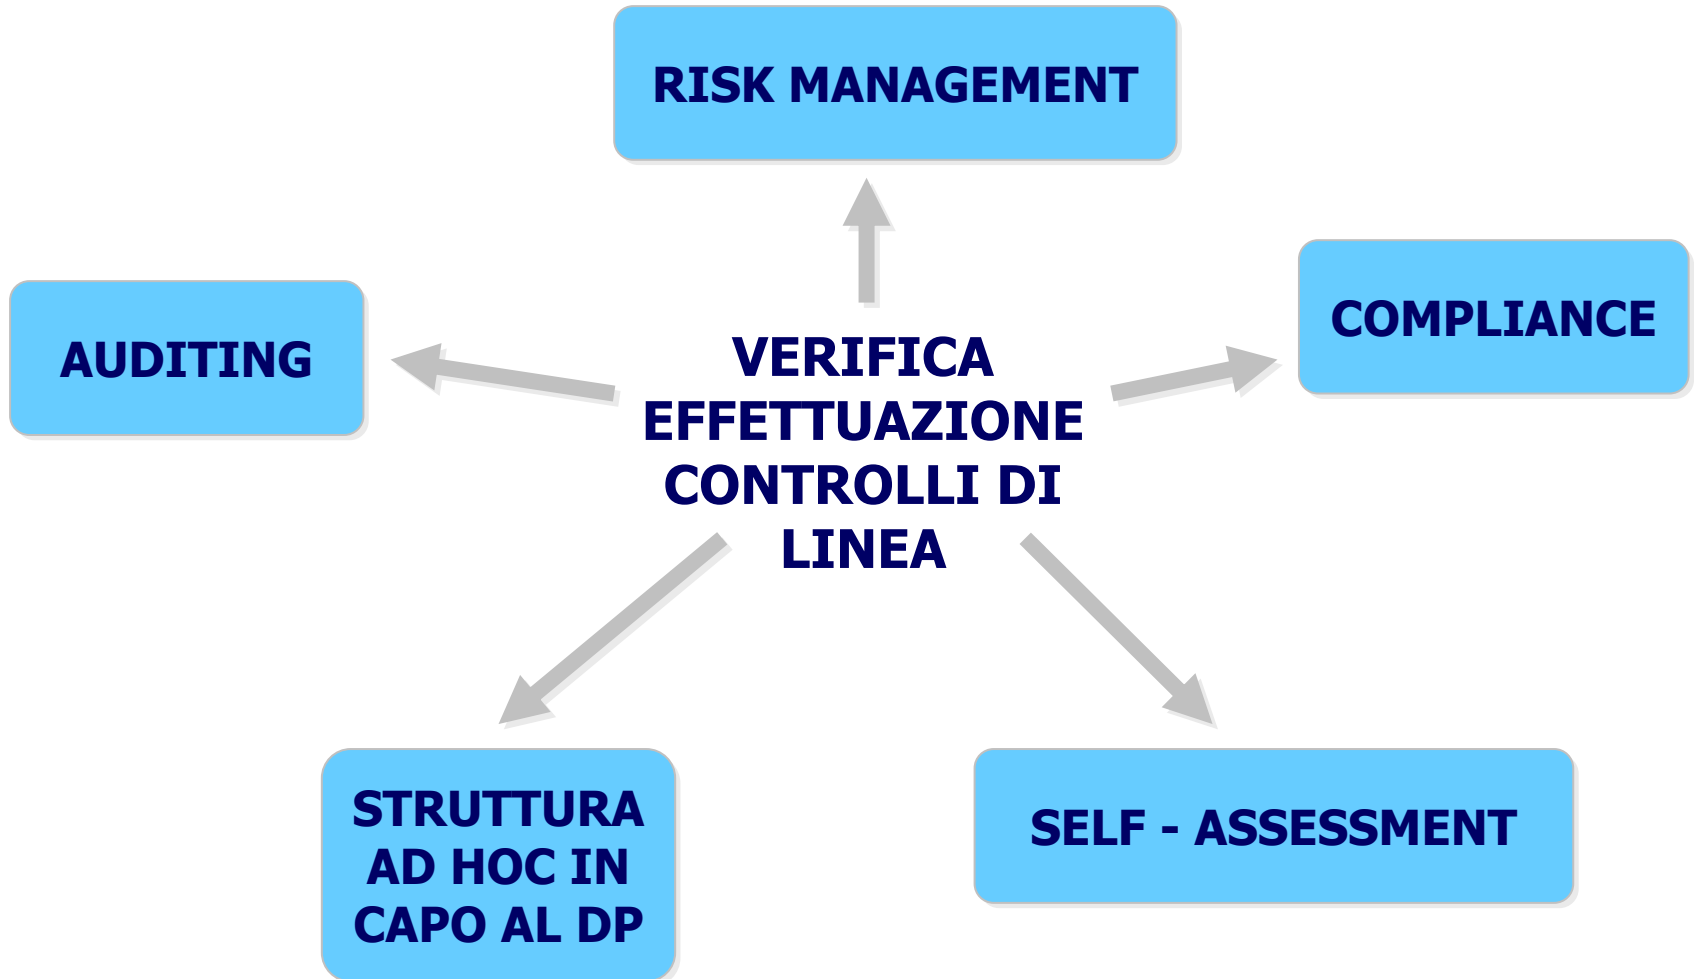 RISK MANAGEMENT
COMPLIANCE
AUDITING
VERIFICA
EFFETTUAZIONE
CONTROLLI DI
LINEA
STRUTTURA
AD HOC IN
CAPO AL DP
SELF - ASSESSMENT